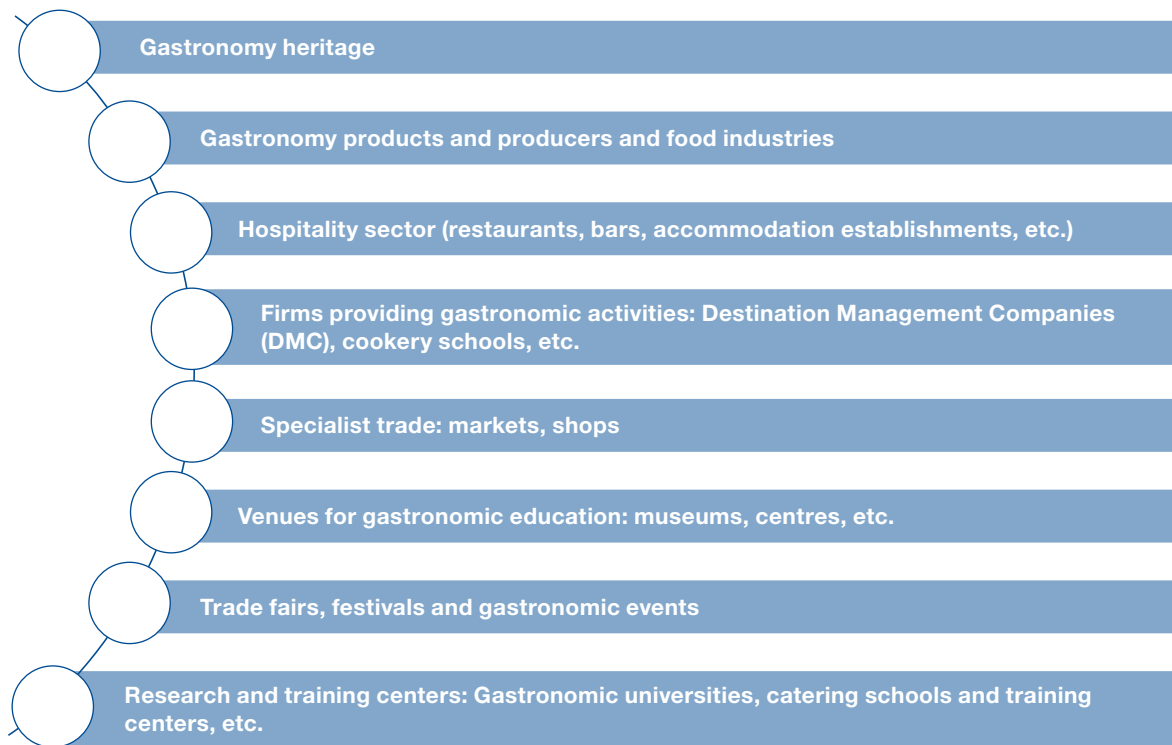 Gastronomy heritage
Gastronomy products and producers and food industries
Hospitality sector (restaurants, bars, accommodation establishments, etc.)
Firms providing gastronomic activities: Destination Management Companies
(DMC), cookery schools, etc.
Specialist trade: markets, shops
Venues for gastronomic education: museums, centres, etc.
Trade fairs, festivals and gastronomic events
Research and training centers: Gastronomic universities, catering schools and training
centers, etc.